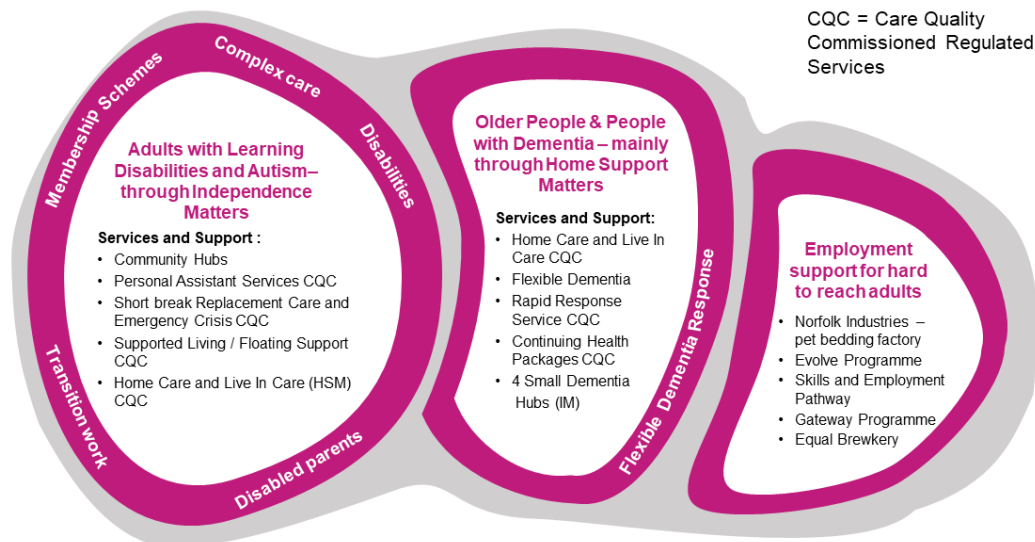 CQC = Care Quality
Commissioned Regulated
Services
Membership Schemes
Complex care
Disabilities
Transition work
Disabled parents
Adults with Learning
Disabilities and Autism–
through Independence
Matters
Services and Support :
• Community Hubs
• Personal Assistant Services CQC
• Short break Replacement Care and
Emergency Crisis CQC
• Supported Living / Floating Support
CQC
• Home Care and Live In Care (HSM)
CQC
Older People & People
with Dementia – mainly
through Home Support
Matters
Services and Support:
• Home Care and Live In
Care CQC
• Flexible Dementia
• Rapid Response
Service CQC
• Continuing Health
Packages CQC
• 4 Small Dementia
Hubs (IM)
Flexible Dementia Response
Employment
support for hard
to reach adults
• Norfolk Industries –
pet bedding factory
• Evolve Programme
• Skills and Employment
Pathway
• Gateway Programme
• Equal Brewkery